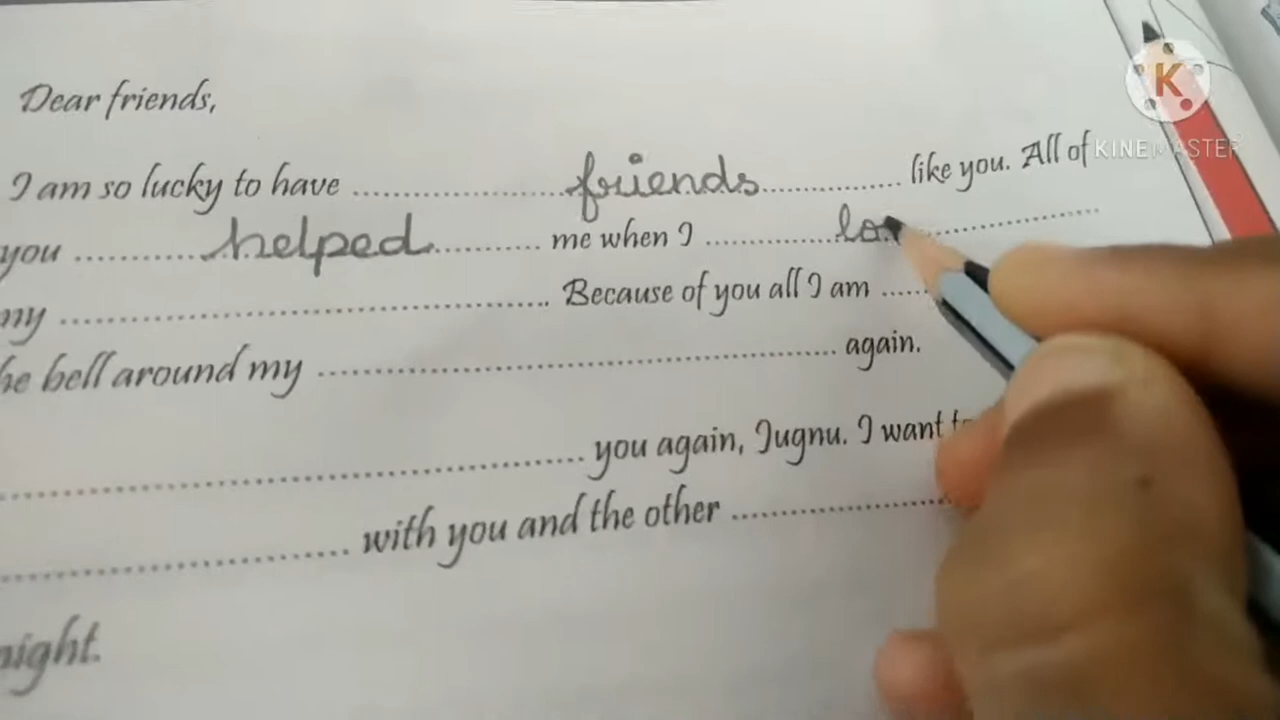 Dear friends,
I am so lucky to have ........ friends ........ like you. All of
you ........ helped ........ me when I ........ lo
my ........ Because of you all I am ........
he bell around my ........ again.
........ you again, Jugnu. I want
........ with you and the other ........
night.
K
KINEMASTER